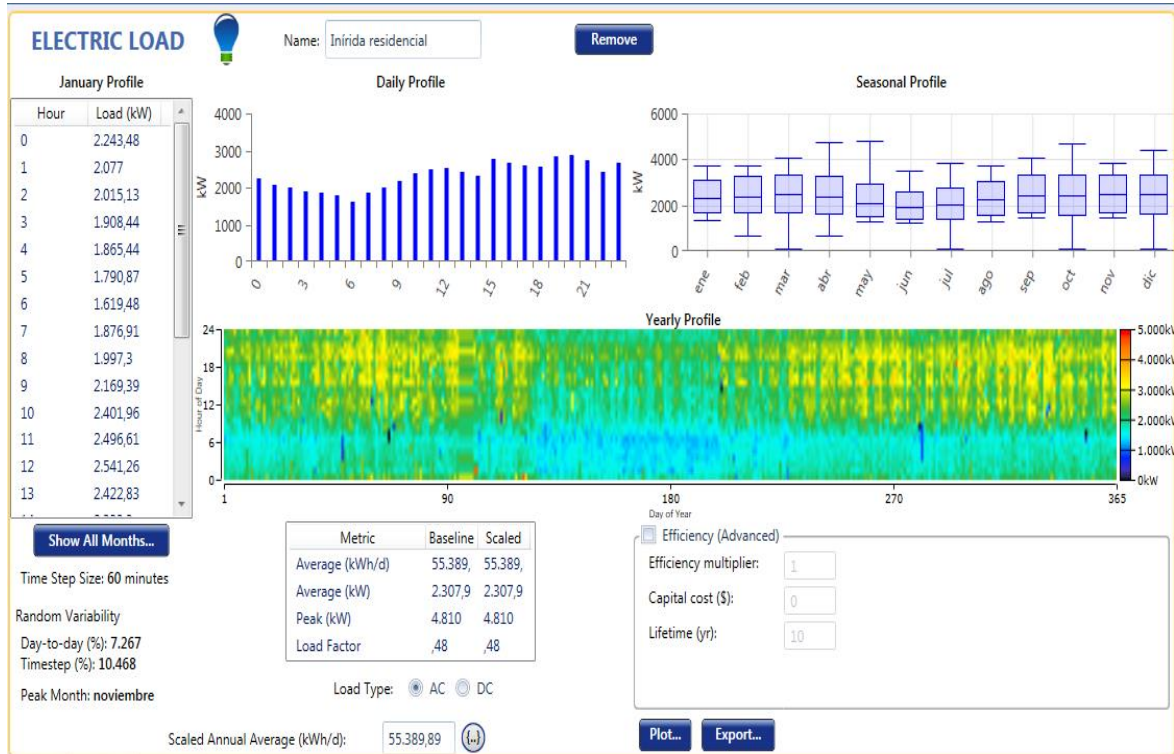 ELECTRIC LOAD
Name: Inírida residencial
Remove
January Profile
Hour Load (kW)
0 2.243,48
1 2.077
2 2.015,13
3 1.908,44
4 1.865,44
5 1.790,87
6 1.619,48
7 1.876,91
8 1.997,3
9 2.169,39
10 2.401,96
11 2.496,61
12 2.541,26
13 2.422,83
Show All Months...
Daily Profile
kW
4000
3000
2000
1000
0
0 3 6 9 12 15 18 21
Seasonal Profile
kW
6000
4000
2000
0
ene feb mar abr may jun jul ago sep oct nov dic
Yearly Profile
Hour of Day
24
18
12
6
0
1 90 180 270 365
Day of Year
5.000kW
4.000kW
3.000kW
2.000kW
1.000kW
0kW
Time Step Size: 60 minutes
Random Variability
Day-to-day (%): 7.267
Timestep (%): 10.468
Peak Month: noviembre
Metric Baseline Scaled
Average (kWh/d) 55.389, 55.389,
Average (kW) 2.307,9 2.307,9
Peak (kW) 4.810 4.810
Load Factor ,48 ,48
Load Type: AC DC
Scaled Annual Average (kWh/d): 55.389,89 {..}
Efficiency (Advanced)
Efficiency multiplier: 1
Capital cost ($): 0
Lifetime (yr): 10
Plot... Export...